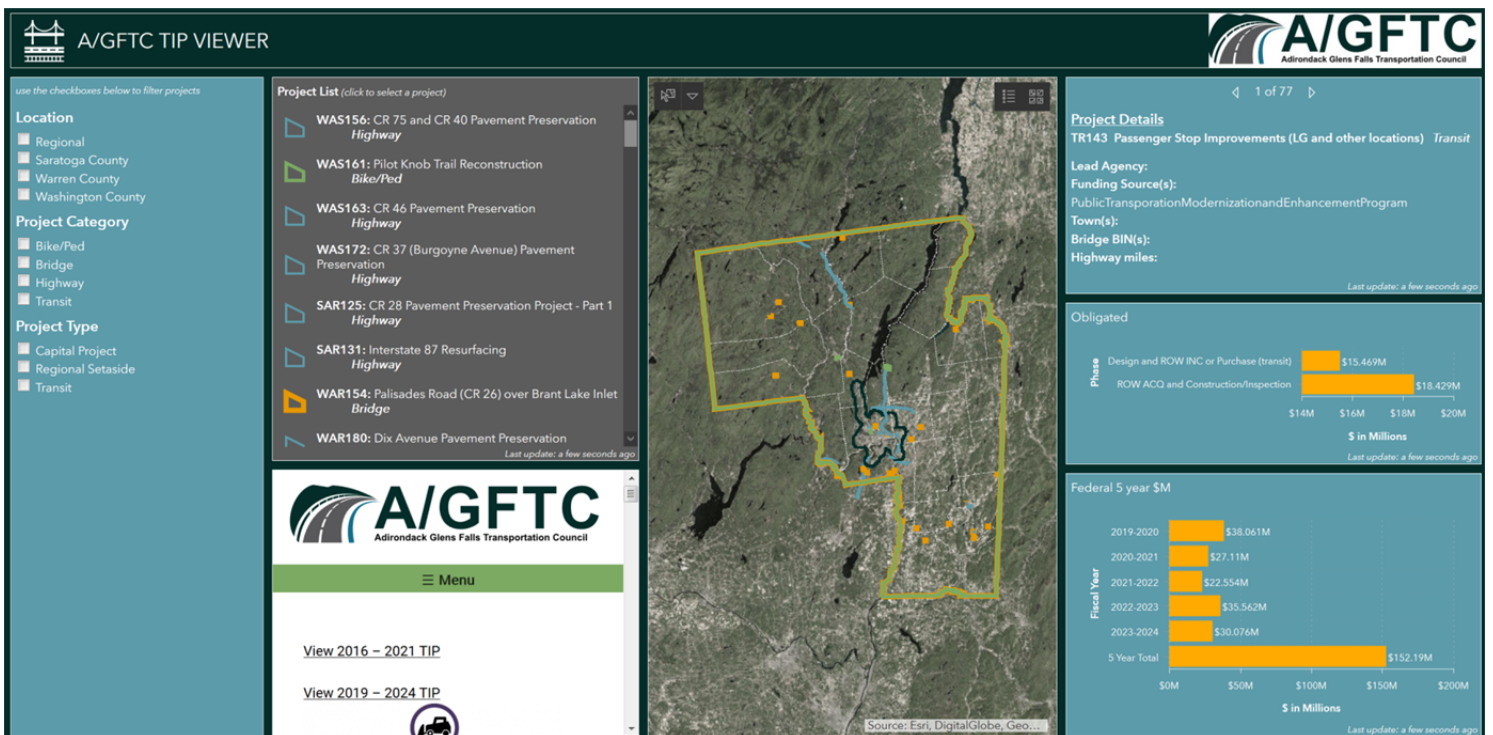 A/GFTC TIP VIEWER
A/GFTC
Adirondack Glens Falls Transportation Council
use the checkboxes below to filter projects
Location
Regional
Saratoga County
Warren County
Washington County
Project Category
Bike/Ped
Bridge
Highway
Transit
Project Type
Capital Project
Regional Setaside
Transit
Project List (click to select a project)
WAS156: CR 75 and CR 40 Pavement Preservation
Highway
WAS161: Pilot Knob Trail Reconstruction
Bike/Ped
WAS163: CR 46 Pavement Preservation
Highway
WAS172: CR 37 (Burgoyne Avenue) Pavement
Preservation
Highway
SAR125: CR 28 Pavement Preservation Project - Part 1
Highway
SAR131: Interstate 87 Resurfacing
Highway
WAR154: Palisades Road (CR 26) over Brant Lake Inlet
Bridge
WAR180: Dix Avenue Pavement Preservation
Last update: a few seconds ago
A/GFTC
Adirondack Glens Falls Transportation Council
☰ Menu
View 2016 – 2021 TIP
View 2019 – 2024 TIP
Source: Esri, DigitalGlobe, Geo...
1 of 77
Project Details
TR143 Passenger Stop Improvements (LG and other locations) Transit
Lead Agency:
Funding Source(s):
PublicTransporationModernizationandEnhancementProgram
Town(s):
Bridge BIN(s):
Highway miles:
Last update: a few seconds ago
Obligated
Phase
Design and ROW INC or Purchase (transit) $15.469M
ROW ACQ and Construction/Inspection $18.429M
$14M $16M $18M $20M
$ in Millions
Last update: a few seconds ago
Federal 5 year $M
Fiscal Year
2019-2020 $38.061M
2020-2021 $27.11M
2021-2022 $22.554M
2022-2023 $35.562M
2023-2024 $30.076M
5 Year Total $152.19M
$0M $50M $100M $150M $200M
$ in Millions
Last update: a few seconds ago